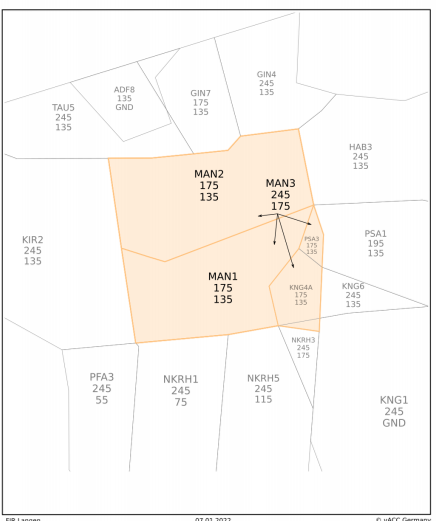 GIN4
245
135
ADF8
135
GND
GIN7
175
135
TAU5
245
135
HAB3
245
135
MAN2
175
135
MAN3
245
175
KIR2
245
135
PSA3
175
135
PSA1
195
135
MAN1
175
135
KNG4A
175
135
KNG6
245
135
NKRH3
245
175
PFA3
245
55
NKRH1
245
75
NKRH5
245
115
KNG1
245
GND
FIR Langen
07.01.2022
© vACC Germany